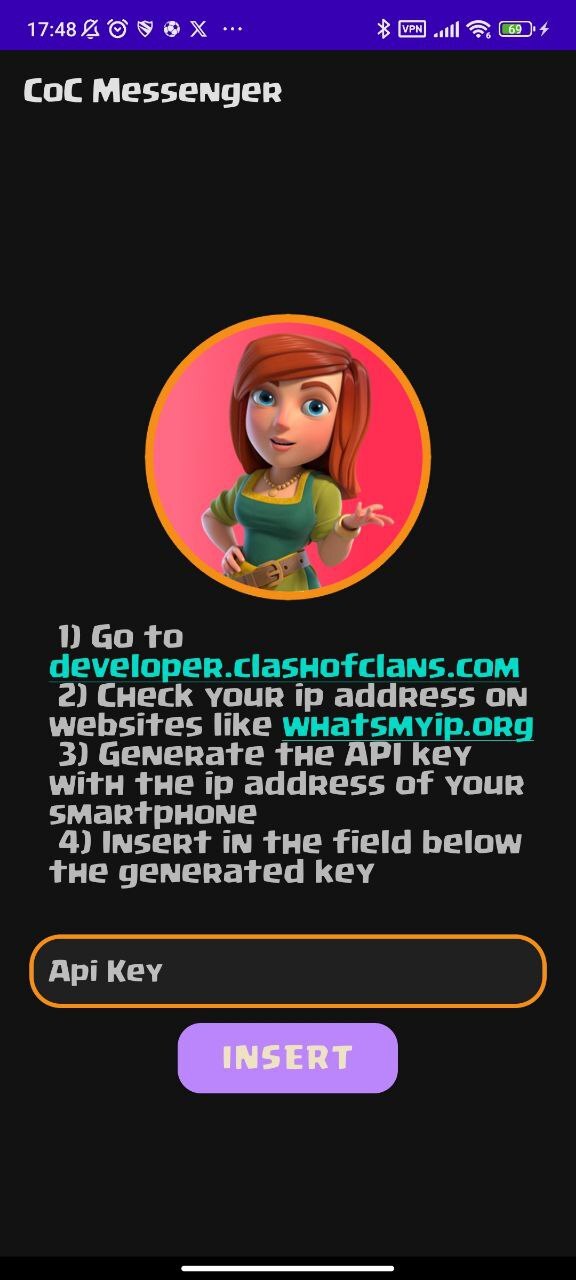 17:48
VPN
6
69
CoC Messenger
1) Go to
developer.clashofclans.com
2) Check your ip address on
websites like whatsmyip.org
3) Generate the API key
with the ip address of your
smartphone
4) Insert in the field below
the generated key
Api Key
INSERT